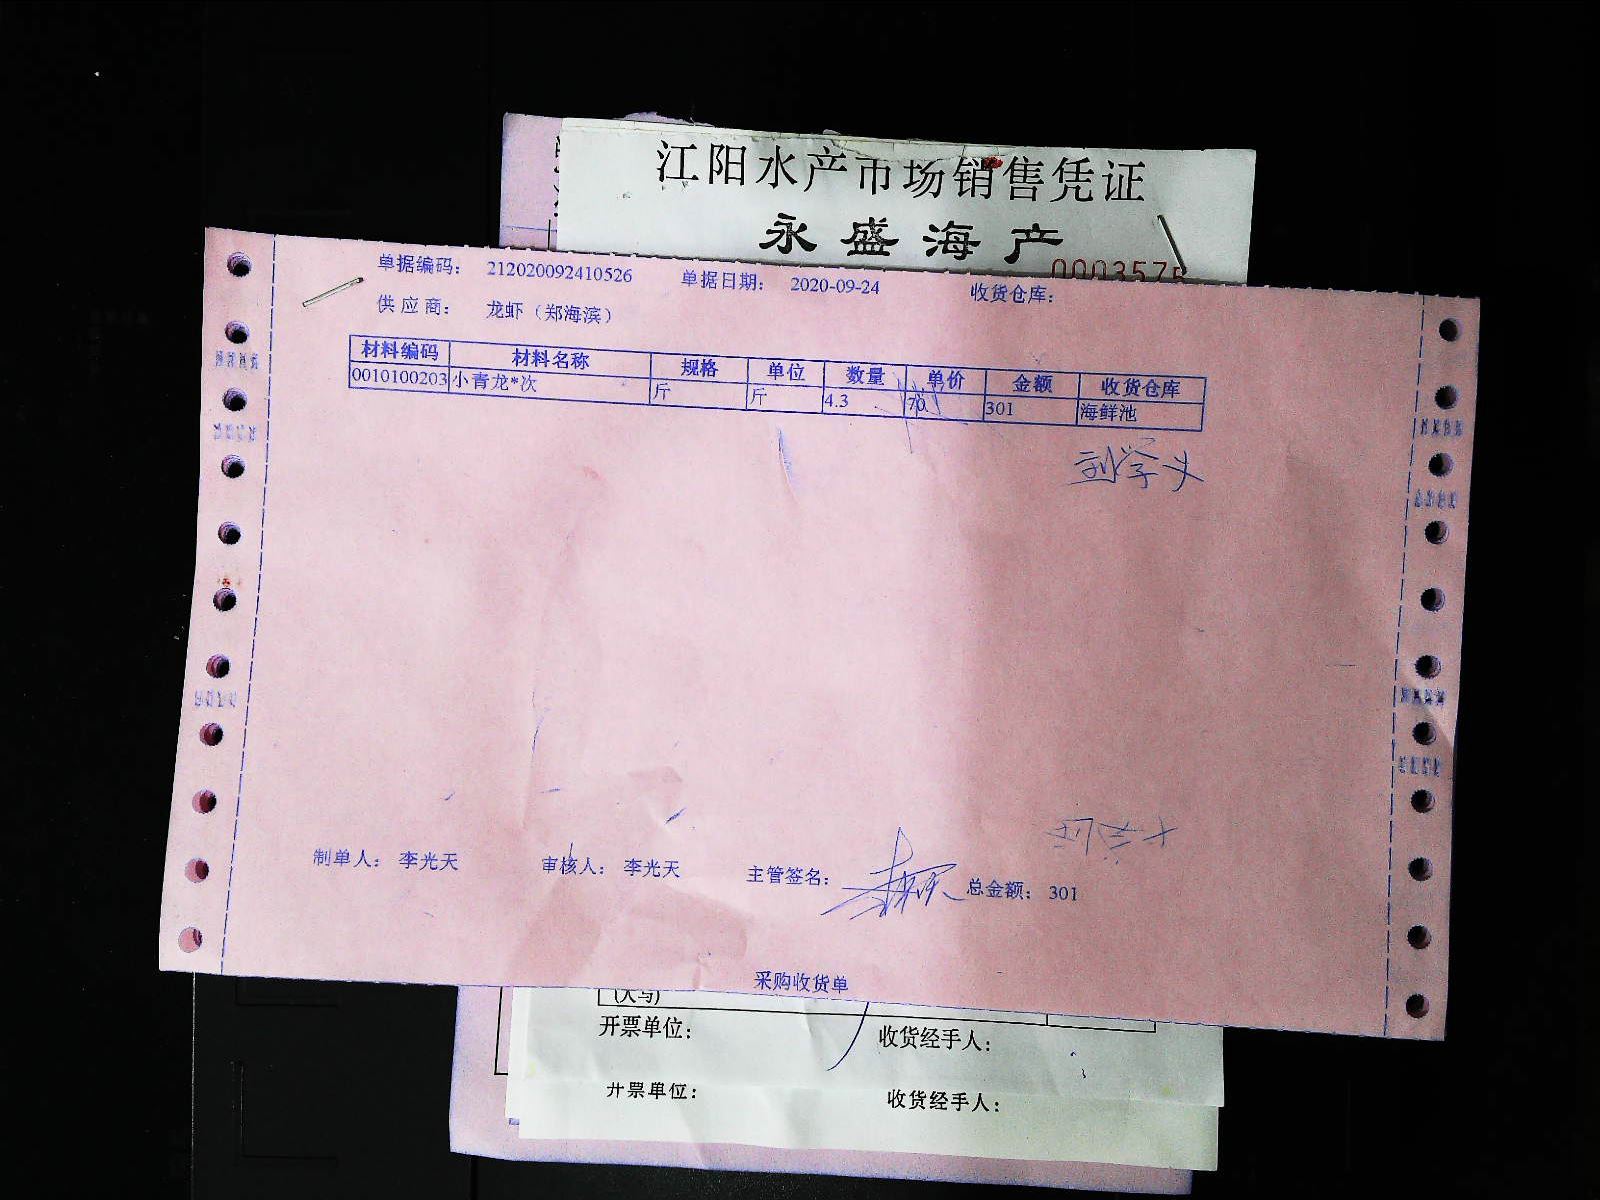 江阳水产市场销售凭证
永盛海产
0003575
单据编码： 212020092410526 单据日期： 2020-09-24 收货仓库：
供应商： 龙虾（郑海滨）
材料编码 材料名称 规格 单位 数量 单价 金额 收货仓库
0010100203 小青龙*次 斤 斤 4.3 70. 301 海鲜池
制单人： 李光天 审核人： 李光天 主管签名： 总金额： 301
采购收货单
(大写)
开票单位： 收货经手人：
开票单位： 收货经手人：